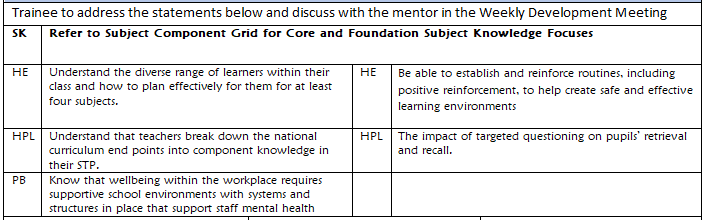 Trainee to address the statements below and discuss with the mentor in the Weekly Development Meeting
SK Refer to Subject Component Grid for Core and Foundation Subject Knowledge Focuses
HE Understand the diverse range of learners within their
class and how to plan effectively for them for at least
four subjects.
HE Be able to establish and reinforce routines, including
positive reinforcement, to help create safe and effective
learning environments
HPL Understand that teachers break down the national
curriculum end points into component knowledge in
their STP.
HPL The impact of targeted questioning on pupils' retrieval
and recall.
PB Know that wellbeing within the workplace requires
supportive school environments with systems and
structures in place that support staff mental health